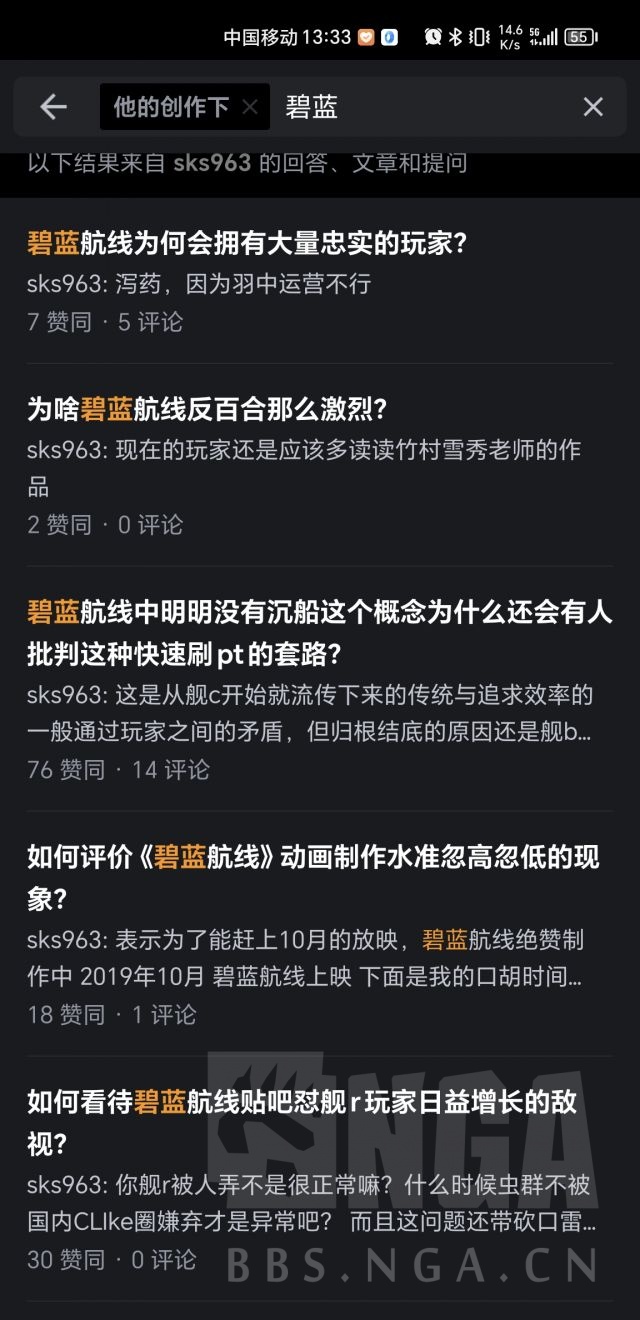 中国移动 13:33 14.6 K/s 5G 55
他的创作下 × 碧蓝
以下结果来自 sks963 的回答、文章和提问
碧蓝航线为何会拥有大量忠实的玩家？
sks963: 泻药，因为羽中运营不行
7 赞同 · 5 评论
为啥碧蓝航线反百合那么激烈？
sks963: 现在的玩家还是应该多读读竹村雪秀老师的作
品
2 赞同 · 0 评论
碧蓝航线中明明没有沉船这个概念为什么还会有人
批判这种快速刷pt的套路？
sks963: 这是从舰c开始就流传下来的传统与追求效率的
一般通过玩家之间的矛盾，但归根结底的原因还是舰b...
76 赞同 · 14 评论
如何评价《碧蓝航线》动画制作水准忽高忽低的现
象？
sks963: 表示为了能赶上10月的放映，碧蓝航线绝赞制
作中 2019年10月 碧蓝航线上映 下面是我的口胡时间...
18 赞同 · 1 评论
如何看待碧蓝航线贴吧怼舰r玩家日益增长的敌
视？
sks963: 你舰r被人弄不是很正常嘛？什么时候虫群不被
国内CLIke圈嫌弃才是异常吧？ 而且这问题还带砍口雷...
30 赞同 · 0 评论
NGA
BBS.NGA.CN